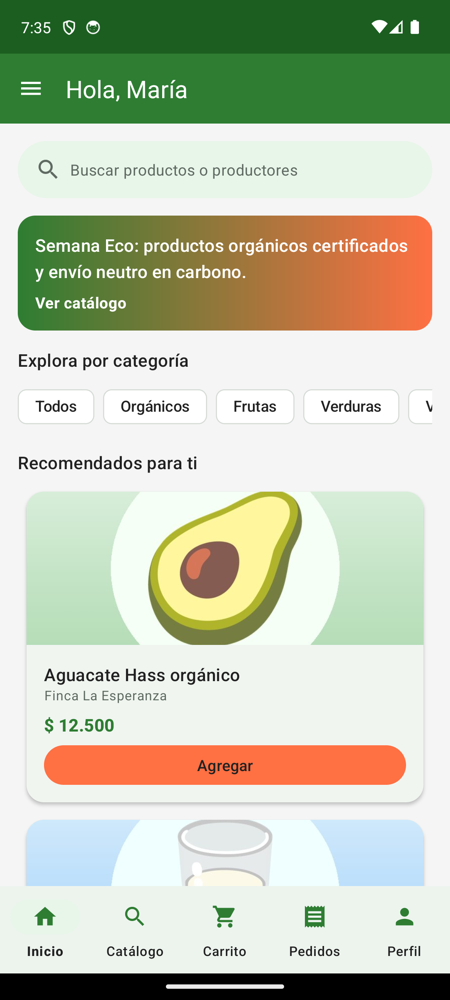 7:35
Hola, María
Buscar productos o productores
Semana Eco: productos orgánicos certificados
y envío neutro en carbono.
Ver catálogo
Explora por categoría
Todos
Orgánicos
Frutas
Verduras
V
Recomendados para ti
Aguacate Hass orgánico
Finca La Esperanza
$ 12.500
Agregar
Inicio
Catálogo
Carrito
Pedidos
Perfil